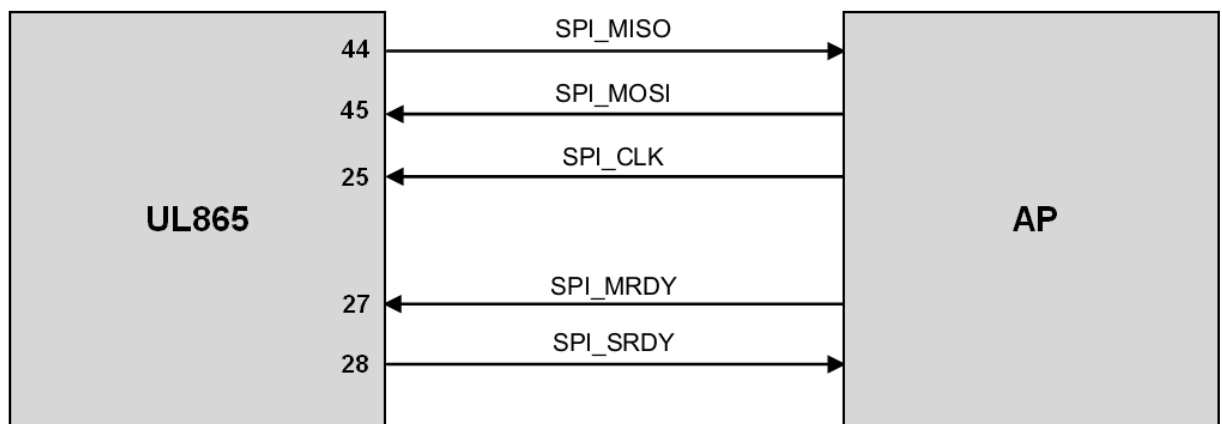 44
SPI_MISO
45
SPI_MOSI
25
SPI_CLK
UL865
AP
27
SPI_MRDY
28
SPI_SRDY